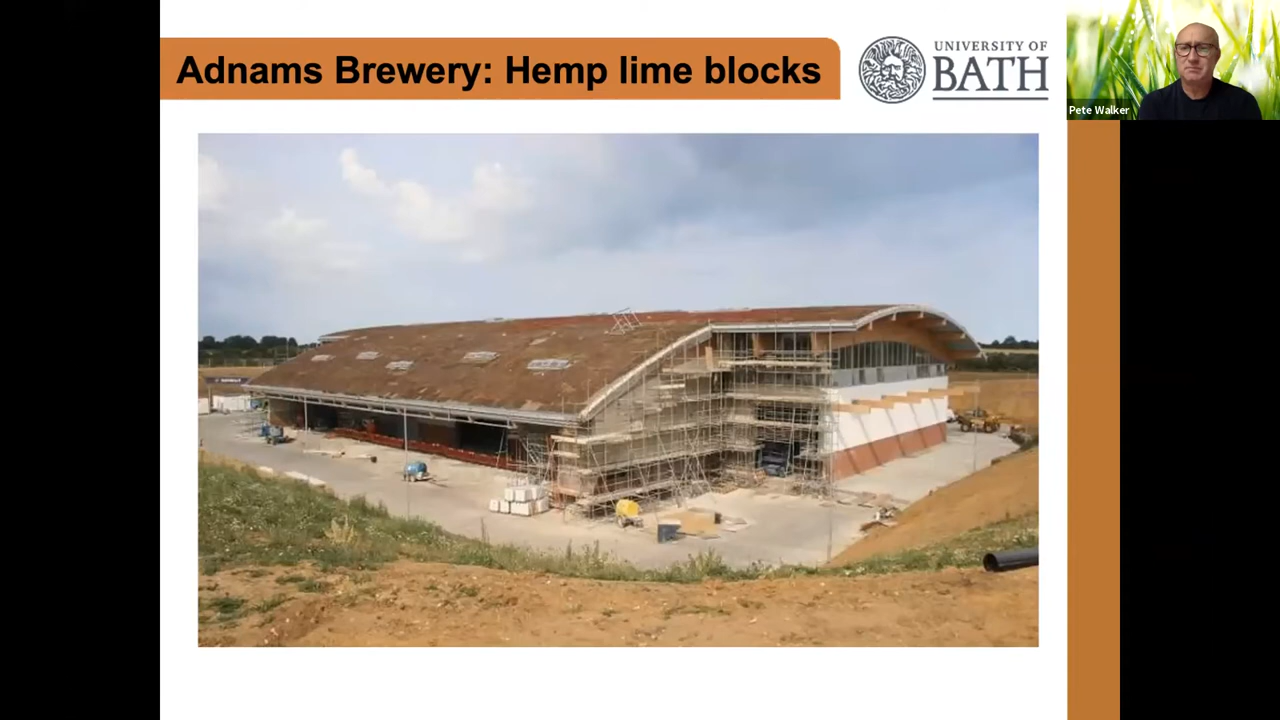 Adnams Brewery: Hemp lime blocks
UNIVERSITY OF
BATH
Pete Walker